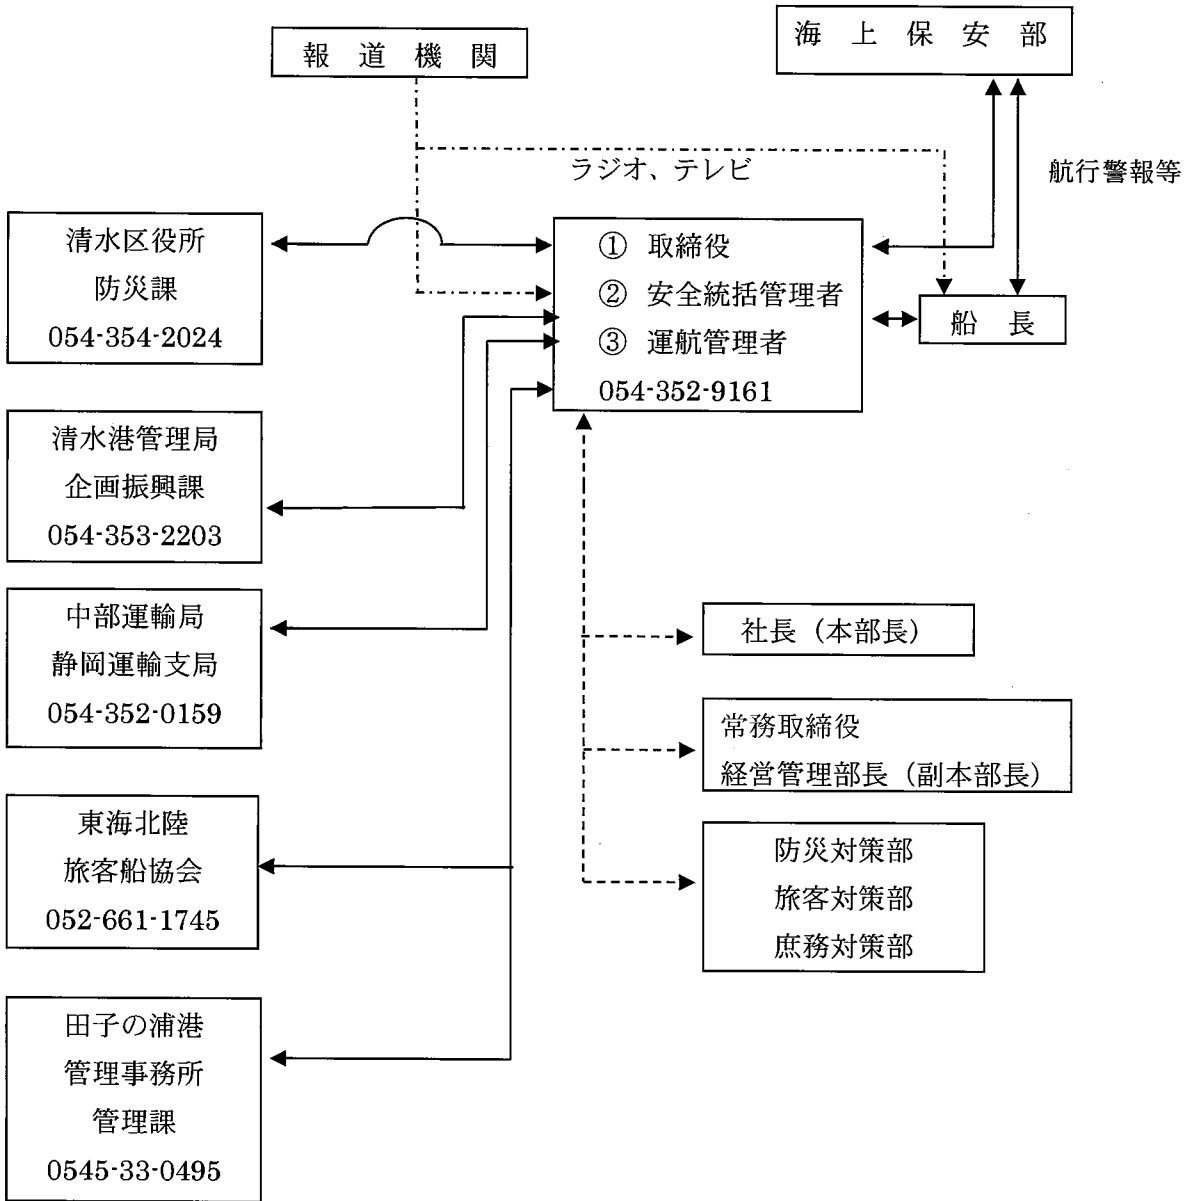 報道機関
海上保安部
ラジオ、テレビ
航行警報等
清水区役所
防災課
054-354-2024
① 取締役
② 安全統括管理者
③ 運航管理者
054-352-9161
船長
清水港管理局
企画振興課
054-353-2203
中部運輸局
静岡運輸支局
054-352-0159
社長（本部長）
常務取締役
経営管理部長（副本部長）
東海北陸
旅客船協会
052-661-1745
防災対策部
旅客対策部
庶務対策部
田子の浦港
管理事務所
管理課
0545-33-0495